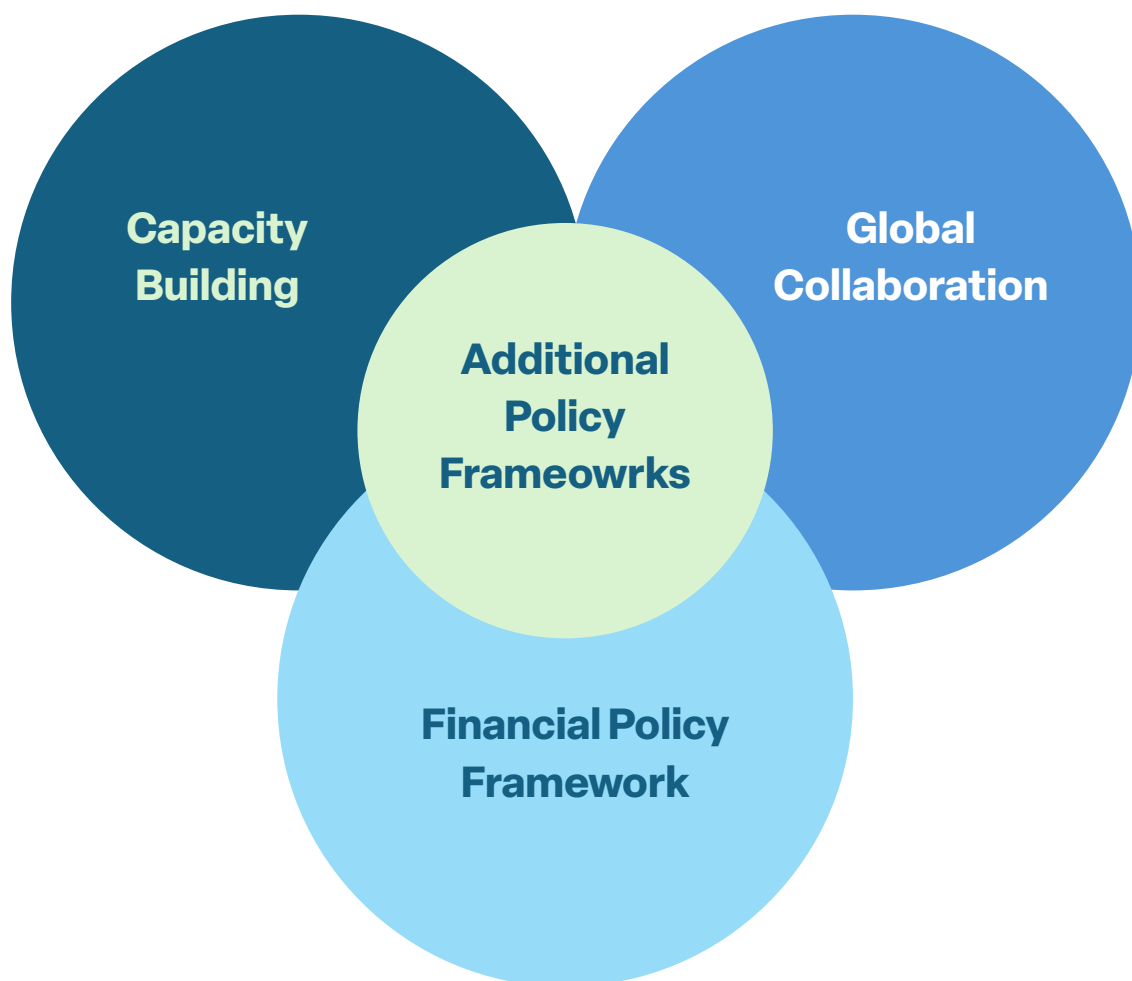 Capacity
Building
Global
Collaboration
Additional
Policy
Frameowrks
Financial Policy
Framework